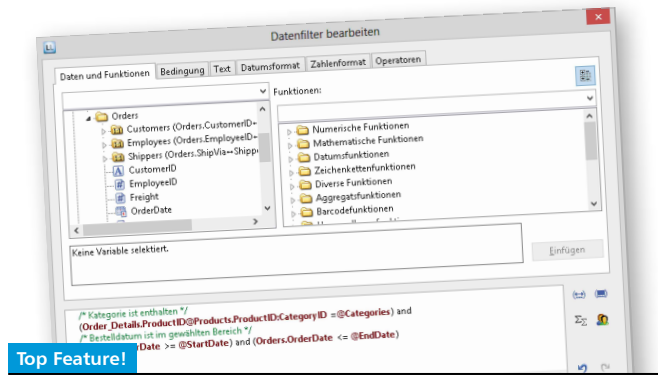 Datenfilter bearbeiten
Daten und Funktionen Bedingung Text Datumsformat Zahlenformat Operatoren
Funktionen:
Orders
Customers (Orders.CustomerID↔
Employees (Orders.EmployeeID↔
Shippers (Orders.ShipVia↔Shippe
CustomerID
EmployeeID
Freight
OrderDate
Numerische Funktionen
Mathematische Funktionen
Datumsfunktionen
Zeichenkettenfunktionen
Diverse Funktionen
Aggregatsfunktionen
Barcodefunktionen
Keine Variable selektiert.
Einfügen
/* Kategorie ist enthalten */
(Order_Details.ProductID@Products.ProductID:CategoryID =@Categories) and
/* Bestelldatum ist im gewählten Bereich */
Date >= @StartDate) and (Orders.OrderDate <= @EndDate)
Top Feature!